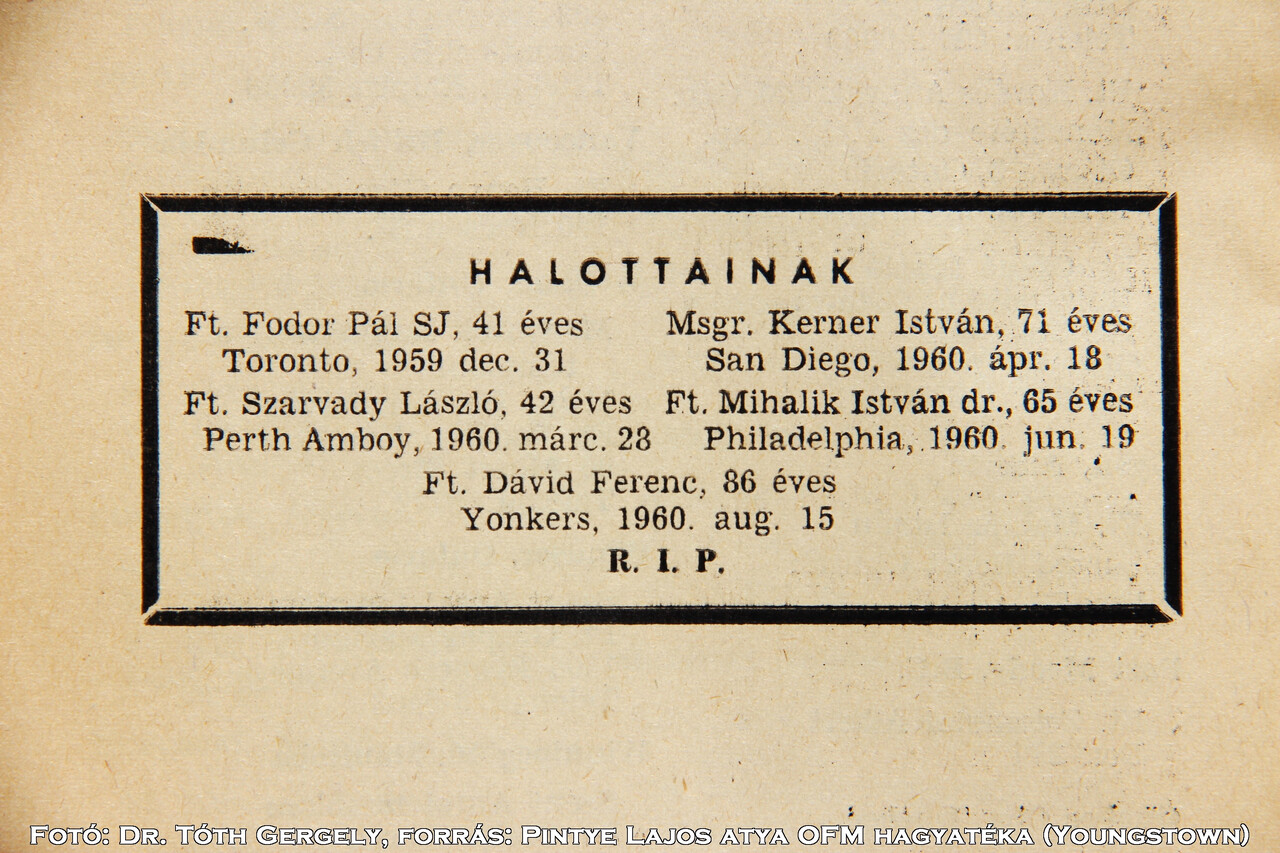 HALOTTAINAK
Ft. Fodor Pál SJ, 41 éves
Toronto, 1959 dec. 31
Msgr. Kerner István, 71 éves
San Diego, 1960. ápr. 18
Ft. Szarvady László, 42 éves
Perth Amboy, 1960. márc. 28
Ft. Mihalik István dr., 65 éves
Philadelphia, 1960. jun. 19
Ft. Dávid Ferenc, 86 éves
Yonkers, 1960. aug. 15
R. I. P.
Fotó: Dr. Tóth Gergely, forrás: Pintye Lajos atya OFM hagyatéka (Youngstown)